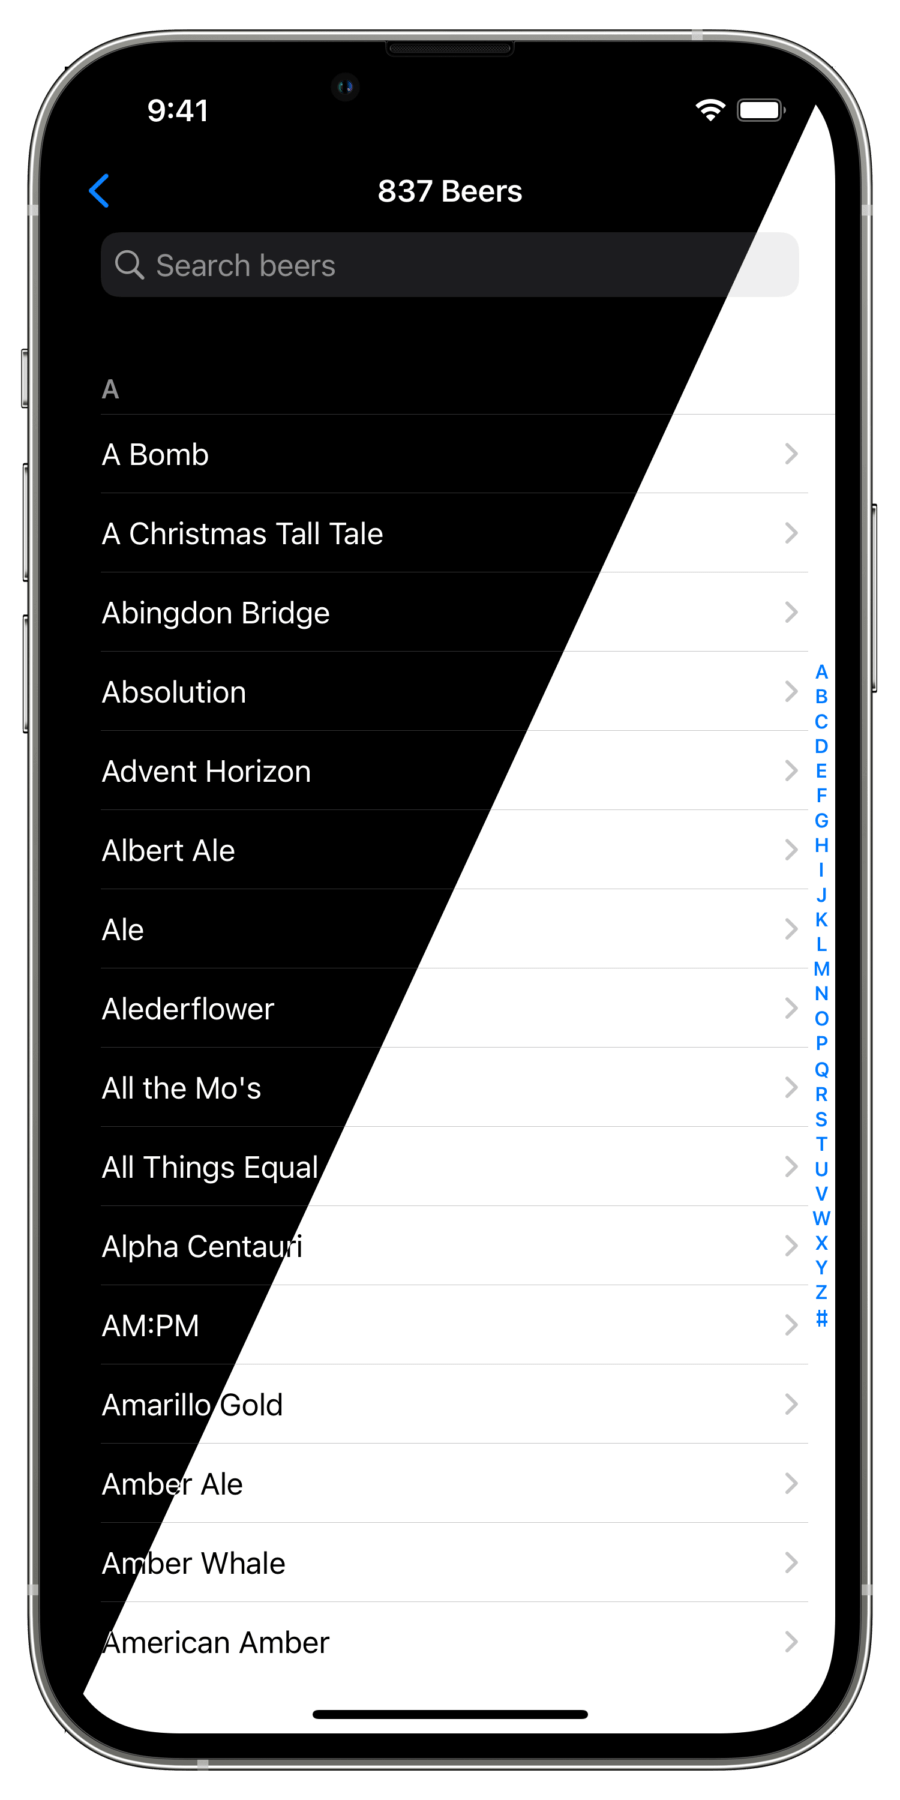 9:41
837 Beers
Search beers
A
A Bomb
A Christmas Tall Tale
Abingdon Bridge
Absolution
Advent Horizon
Albert Ale
Ale
Alederflower
All the Mo's
All Things Equal
Alpha Centauri
AM:PM
Amarillo Gold
Amber Ale
Amber Whale
American Amber
A
B
C
D
E
F
G
H
I
J
K
L
M
N
O
P
Q
R
S
T
U
V
W
X
Y
Z
#